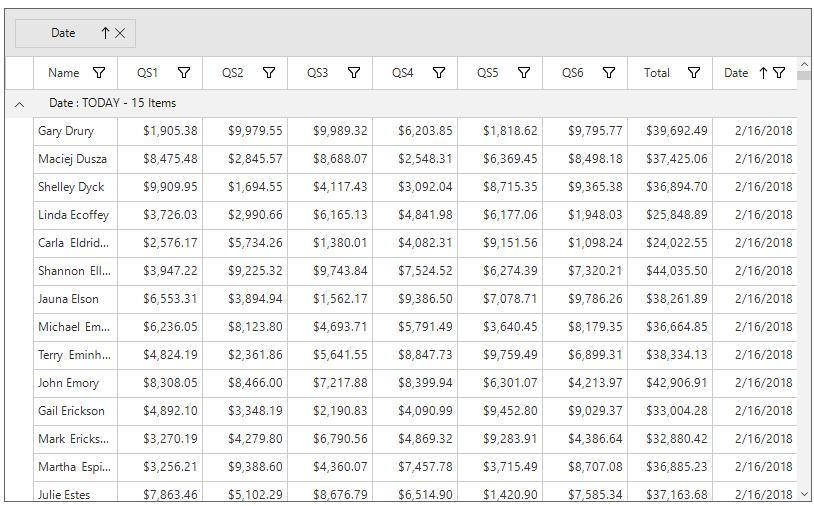 Date
Name QS1 QS2 QS3 QS4 QS5 QS6 Total Date
Date : TODAY - 15 Items
Gary Drury $1,905.38 $9,979.55 $9,989.32 $6,203.85 $1,818.62 $9,795.77 $39,692.49 2/16/2018
Maciej Dusza $8,475.48 $2,845.57 $8,688.07 $2,548.31 $6,369.45 $8,498.18 $37,425.06 2/16/2018
Shelley Dyck $9,909.95 $1,694.55 $4,117.43 $3,092.04 $8,715.35 $9,365.38 $36,894.70 2/16/2018
Linda Ecoffey $3,726.03 $2,990.66 $6,165.13 $4,841.98 $6,177.06 $1,948.03 $25,848.89 2/16/2018
Carla Eldrid... $2,576.17 $5,734.26 $1,380.01 $4,082.31 $9,151.56 $1,098.24 $24,022.55 2/16/2018
Shannon Ell... $3,947.22 $9,225.32 $9,743.84 $7,524.52 $6,274.39 $7,320.21 $44,035.50 2/16/2018
Jauna Elson $6,553.31 $3,894.94 $1,562.17 $9,386.50 $7,078.71 $9,786.26 $38,261.89 2/16/2018
Michael Em... $6,236.05 $8,123.80 $4,693.71 $5,791.49 $3,640.45 $8,179.35 $36,664.85 2/16/2018
Terry Eminh... $4,824.19 $2,361.86 $5,641.55 $8,847.73 $9,759.49 $6,899.31 $38,334.13 2/16/2018
John Emory $8,308.05 $8,466.00 $7,217.88 $8,399.94 $6,301.07 $4,213.97 $42,906.91 2/16/2018
Gail Erickson $4,892.10 $3,348.19 $2,190.83 $4,090.99 $9,452.80 $9,029.37 $33,004.28 2/16/2018
Mark Ericks... $3,270.19 $4,279.80 $6,790.56 $4,869.32 $9,283.91 $4,386.64 $32,880.42 2/16/2018
Martha Espi... $3,256.21 $9,388.60 $4,360.07 $7,457.78 $3,715.49 $8,707.08 $36,885.23 2/16/2018
Julie Estes $7,863.46 $5,102.29 $8,676.79 $6,514.90 $1,420.90 $7,585.34 $37,163.68 2/16/2018